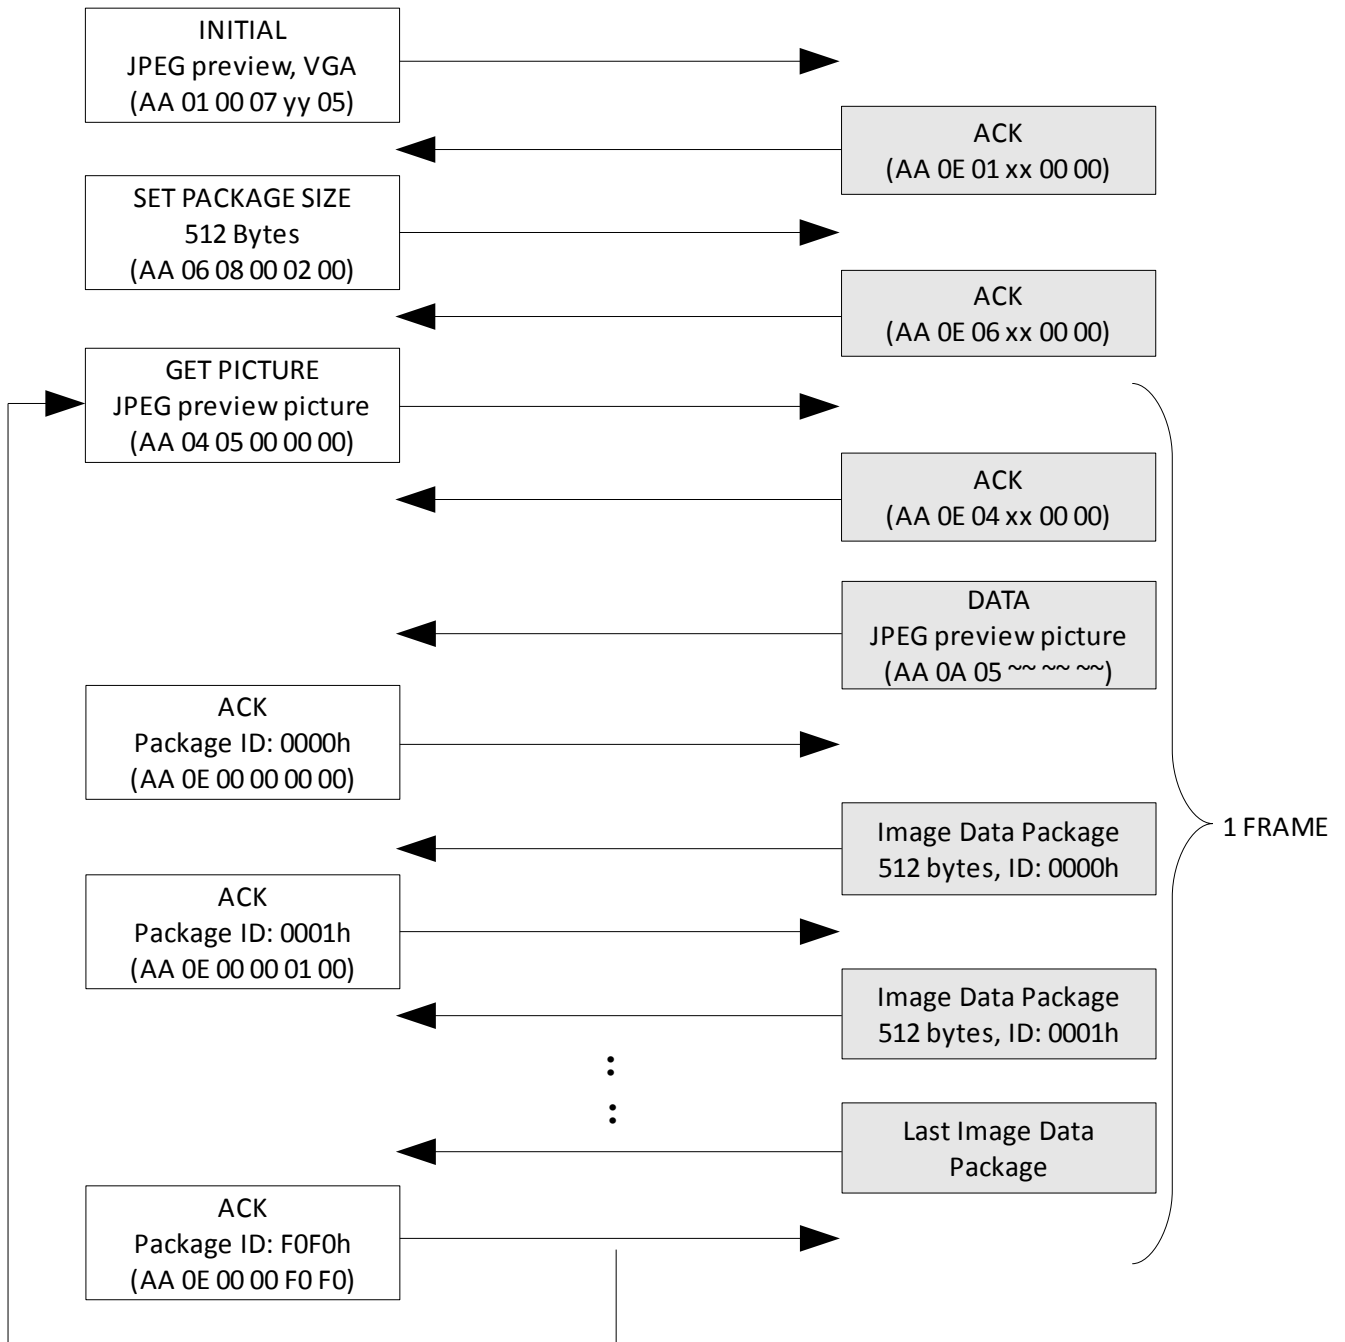 INITIAL
JPEG preview, VGA
(AA 01 00 07 yy 05)
ACK
(AA 0E 01 xx 00 00)
SET PACKAGE SIZE
512 Bytes
(AA 06 08 00 02 00)
ACK
(AA 0E 06 xx 00 00)
GET PICTURE
JPEG preview picture
(AA 04 05 00 00 00)
ACK
(AA 0E 04 xx 00 00)
DATA
JPEG preview picture
(AA 0A 05 ~~ ~~ ~~)
ACK
Package ID: 0000h
(AA 0E 00 00 00 00)
Image Data Package
512 bytes, ID: 0000h
1 FRAME
ACK
Package ID: 0001h
(AA 0E 00 00 01 00)
Image Data Package
512 bytes, ID: 0001h
Last Image Data
Package
ACK
Package ID: F0F0h
(AA 0E 00 00 F0 F0)